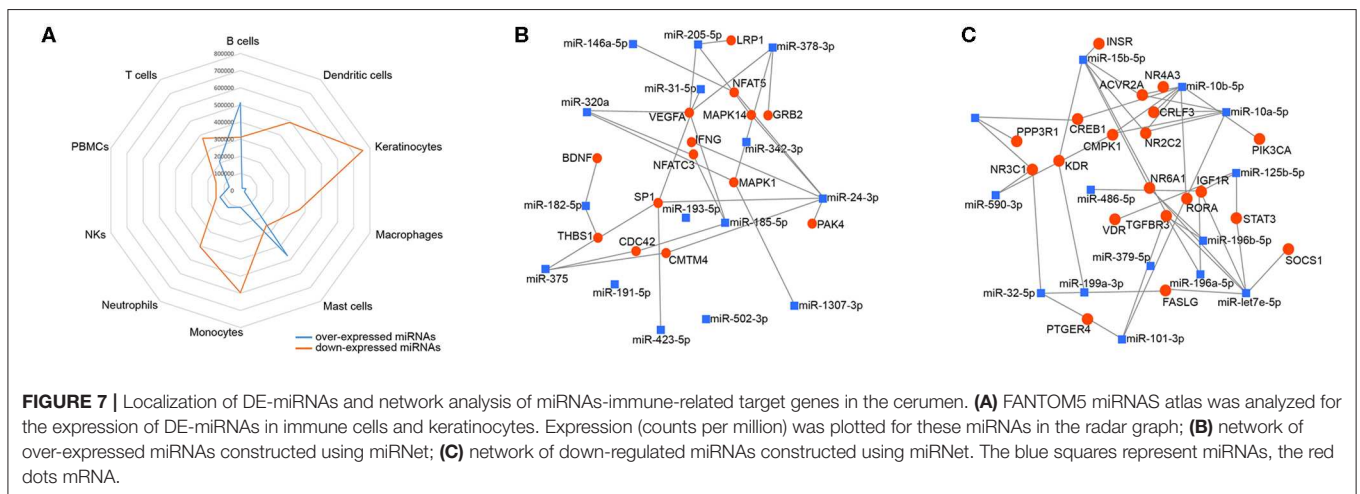 A
B cells
Dendritic cells
Keratinocytes
Macrophages
Mast cells
Monocytes
Neutrophils
NKs
PBMCs
T cells
800000
700000
600000
500000
400000
300000
200000
100000
0
over-expressed miRNAs
down-expressed miRNAs
B
miR-146a-5p
miR-205-5p
LRP1
miR-378-3p
NFAT5
miR-31-5p
miR-320a
VEGFA
MAPK14
GRB2
IFNG
miR-342-3p
NFATC3
BDNF
MAPK1
SP1
miR-24-3p
miR-182-5p
miR-193-5p
miR-185-5p
PAK4
THBS1
CDC42
CMTM4
miR-375
miR-191-5p
miR-1307-3p
miR-502-3p
miR-423-5p
C
INSR
miR-15b-5p
NR4A3
ACVR2A
miR-10b-5p
CRLF3
miR-10a-5p
PPP3R1
CREB1
CMPK1
NR2C2
PIK3CA
NR3C1
KDR
NR6A1
IGF1R
miR-125b-5p
miR-590-3p
miR-486-5p
RORA
VDR
TGFBR3
STAT3
miR-196b-5p
miR-379-5p
SOCS1
miR-196a-5p
miR-32-5p
miR-199a-3p
FASLG
miR-let7e-5p
PTGER4
miR-101-3p
FIGURE 7 | Localization of DE-miRNAs and network analysis of miRNAs-immune-related target genes in the cerumen. (A) FANTOM5 miRNAS atlas was analyzed for
the expression of DE-miRNAs in immune cells and keratinocytes. Expression (counts per million) was plotted for these miRNAs in the radar graph; (B) network of
over-expressed miRNAs constructed using miRNet; (C) network of down-regulated miRNAs constructed using miRNet. The blue squares represent miRNAs, the red
dots mRNA.